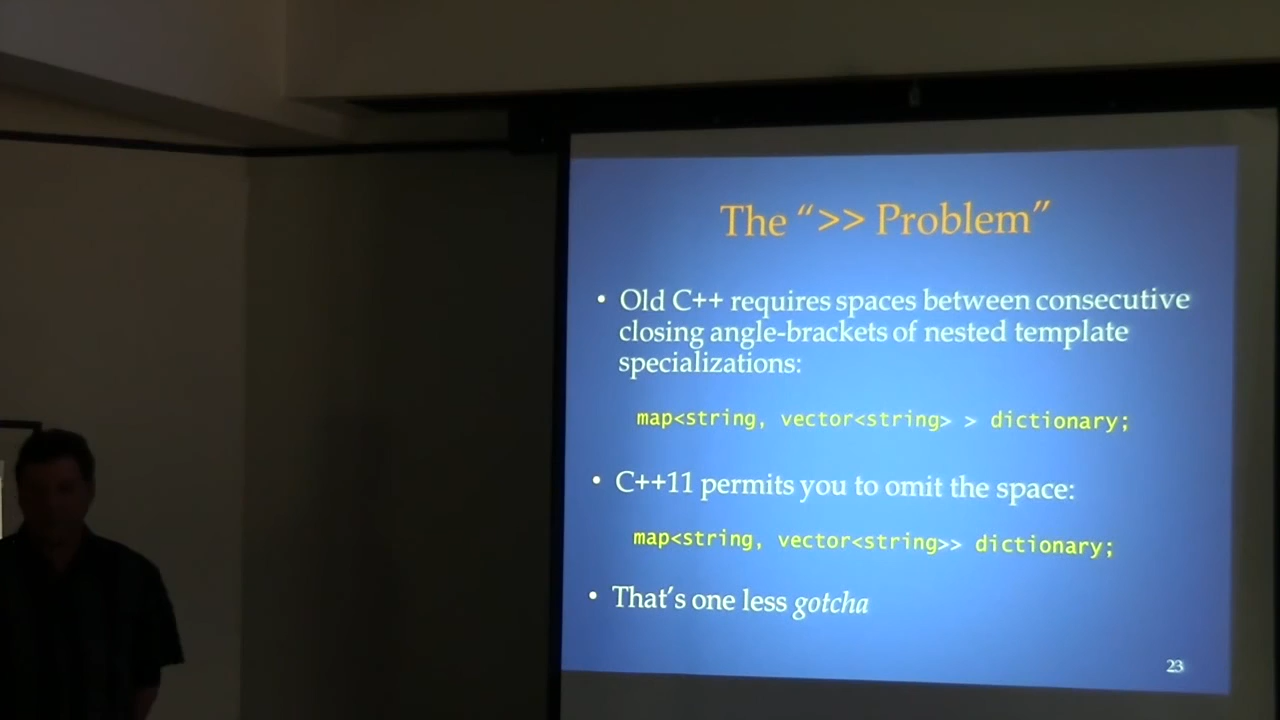 The “>> Problem”
• Old C++ requires spaces between consecutive
closing angle-brackets of nested template
specializations:
map<string, vector<string> > dictionary;
• C++11 permits you to omit the space:
map<string, vector<string>> dictionary;
• That’s one less gotcha
23